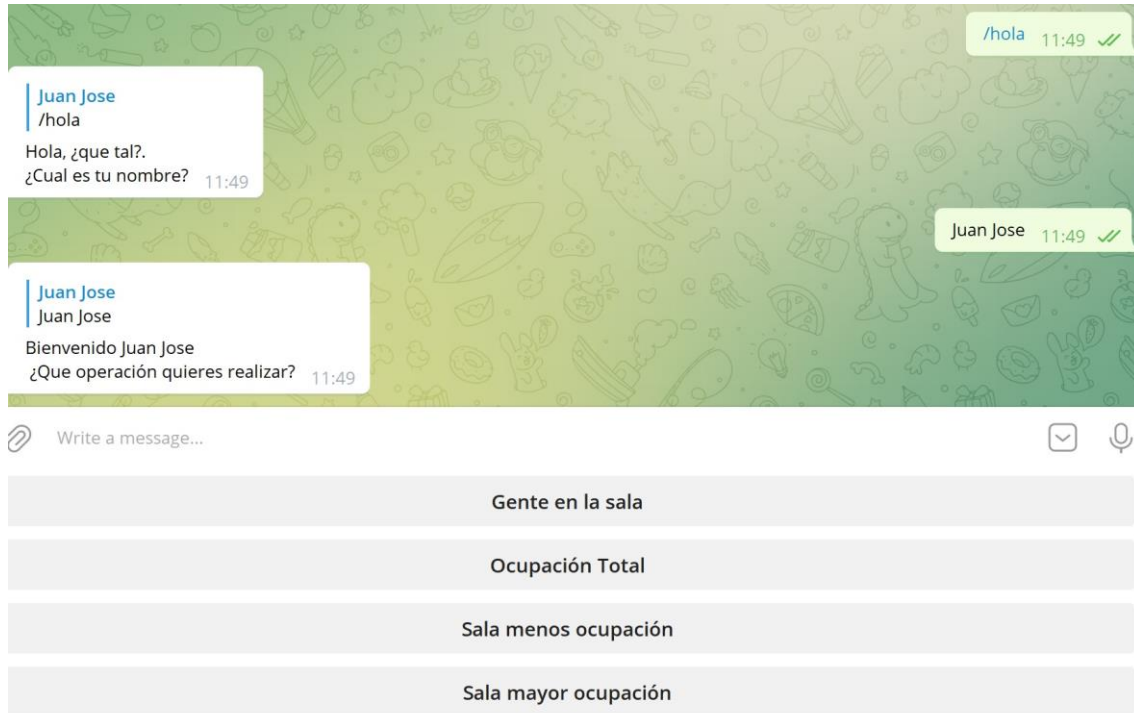 /hola 11:49
Juan Jose
/hola
Hola, ¿que tal?.
¿Cual es tu nombre? 11:49
Juan Jose 11:49
Juan Jose
Juan Jose
Bienvenido Juan Jose
¿Que operación quieres realizar? 11:49
Write a message...
Gente en la sala
Ocupación Total
Sala menos ocupación
Sala mayor ocupación